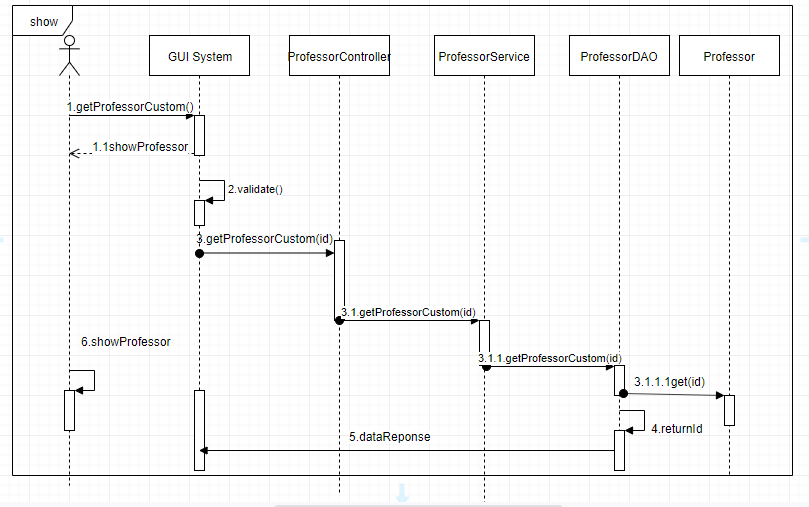 show
GUI System
ProfessorController
ProfessorService
ProfessorDAO
Professor
1.getProfessorCustom()
1.1showProfessor
2.validate()
3.getProfessorCustom(id)
3.1.getProfessorCustom(id)
6.showProfessor
3.1.1.getProfessorCustom(id)
3.1.1.1get(id)
4.returnId
5.dataReponse